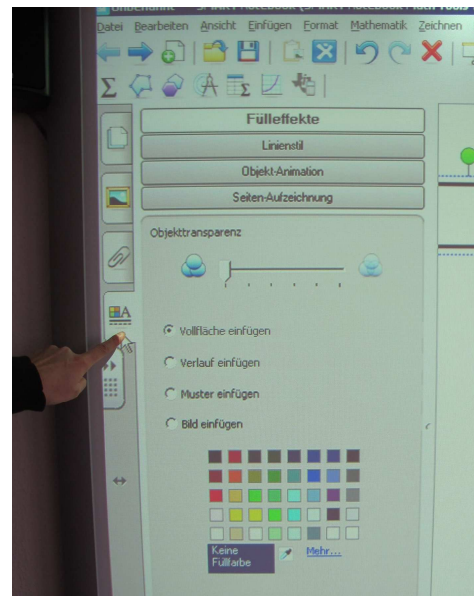 Datei Bearbeiten Ansicht Einfügen Format Mathematik Zeichnen
Fülleffekte
Linienstil
Objekt-Animation
Seiten-Aufzeichnung
Objekttransparenz
Vollfläche einfügen
Verlauf einfügen
Muster einfügen
Bild einfügen
Keine
Füllfarbe
Mehr...